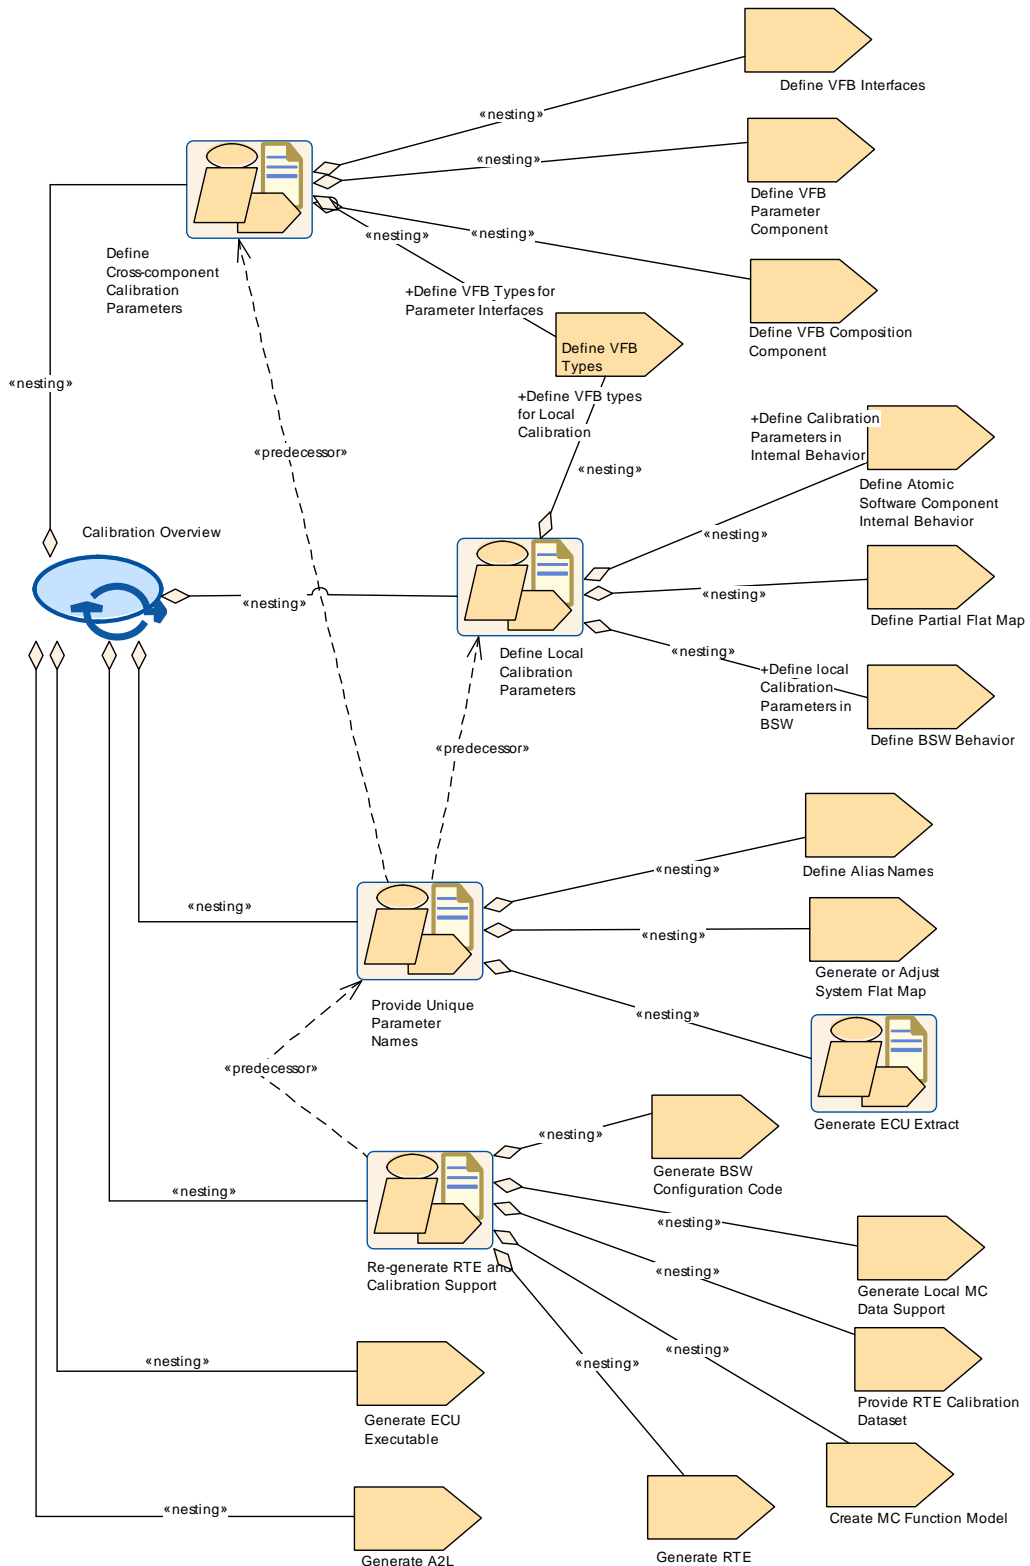 Define VFB Interfaces
«nesting»
«nesting»
Define VFB
Parameter
Component
«nesting»
«nesting»
Define
Cross-component
Calibration
Parameters
+Define VFB Types for
Parameter Interfaces
Define VFB Composition
Component
Define VFB
Types
«nesting»
+Define VFB types
for Local
Calibration
+Define Calibration
Parameters in
Internal Behavior
«predecessor»
«nesting»
Define Atomic
Software Component
Internal Behavior
Calibration Overview
«nesting»
«nesting»
«nesting»
Define Partial Flat Map
Define Local
Calibration
Parameters
«nesting»
+Define local
Calibration
Parameters in
BSW
Define BSW Behavior
«predecessor»
«nesting»
Define Alias Names
«nesting»
«nesting»
Generate or Adjust
System Flat Map
Provide Unique
Parameter
Names
«nesting»
«predecessor»
Generate ECU Extract
«nesting»
Generate BSW
Configuration Code
«nesting»
«nesting»
Re-generate RTE and
Calibration Support
«nesting»
Generate Local MC
Data Support
«nesting»
«nesting»
«nesting»
Provide RTE Calibration
Dataset
Generate ECU
Executable
«nesting»
Create MC Function Model
Generate A2L
Generate RTE